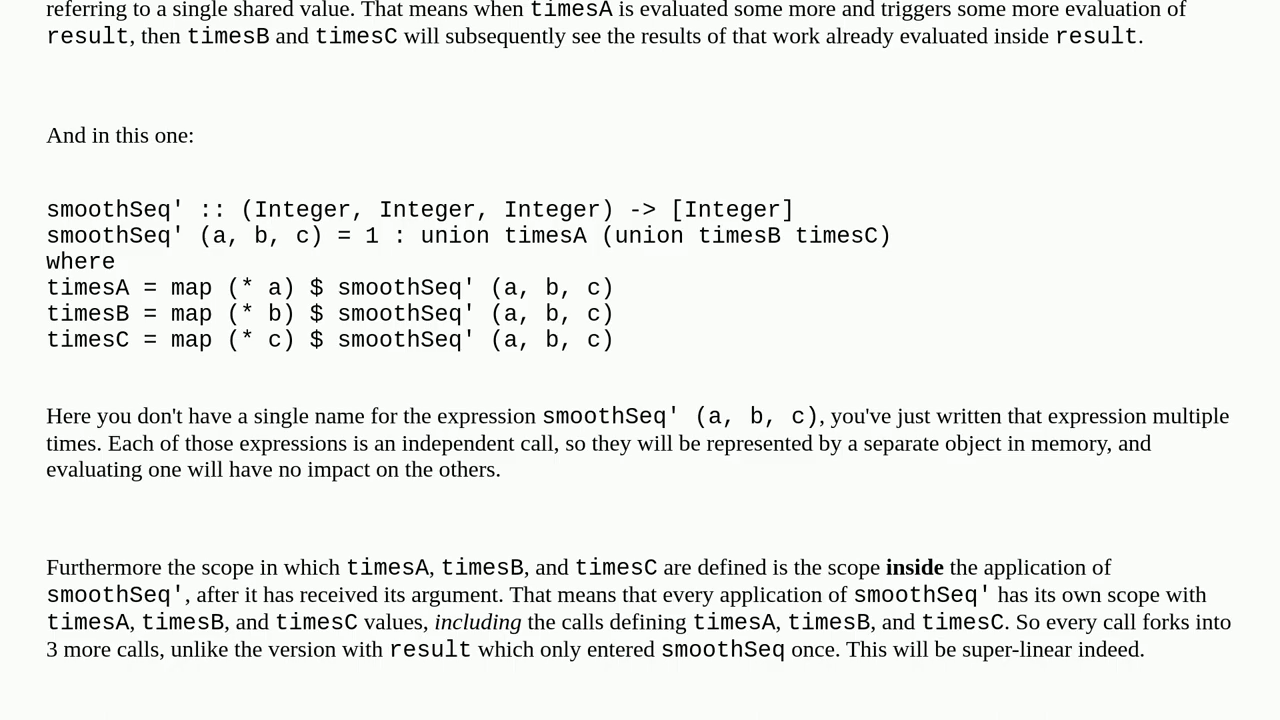 referring to a single shared value. That means when timesA is evaluated some more and triggers some more evaluation of
result, then timesB and timesC will subsequently see the results of that work already evaluated inside result.
And in this one:
smoothSeq' :: (Integer, Integer, Integer) -> [Integer]
smoothSeq' (a, b, c) = 1 : union timesA (union timesB timesC)
where
timesA = map (* a) $ smoothSeq' (a, b, c)
timesB = map (* b) $ smoothSeq' (a, b, c)
timesC = map (* c) $ smoothSeq' (a, b, c)
Here you don't have a single name for the expression smoothSeq' (a, b, c), you've just written that expression multiple
times. Each of those expressions is an independent call, so they will be represented by a separate object in memory, and
evaluating one will have no impact on the others.
Furthermore the scope in which timesA, timesB, and timesC are defined is the scope inside the application of
smoothSeq', after it has received its argument. That means that every application of smoothSeq' has its own scope with
timesA, timesB, and timesC values, including the calls defining timesA, timesB, and timesC. So every call forks into
3 more calls, unlike the version with result which only entered smoothSeq once. This will be super-linear indeed.